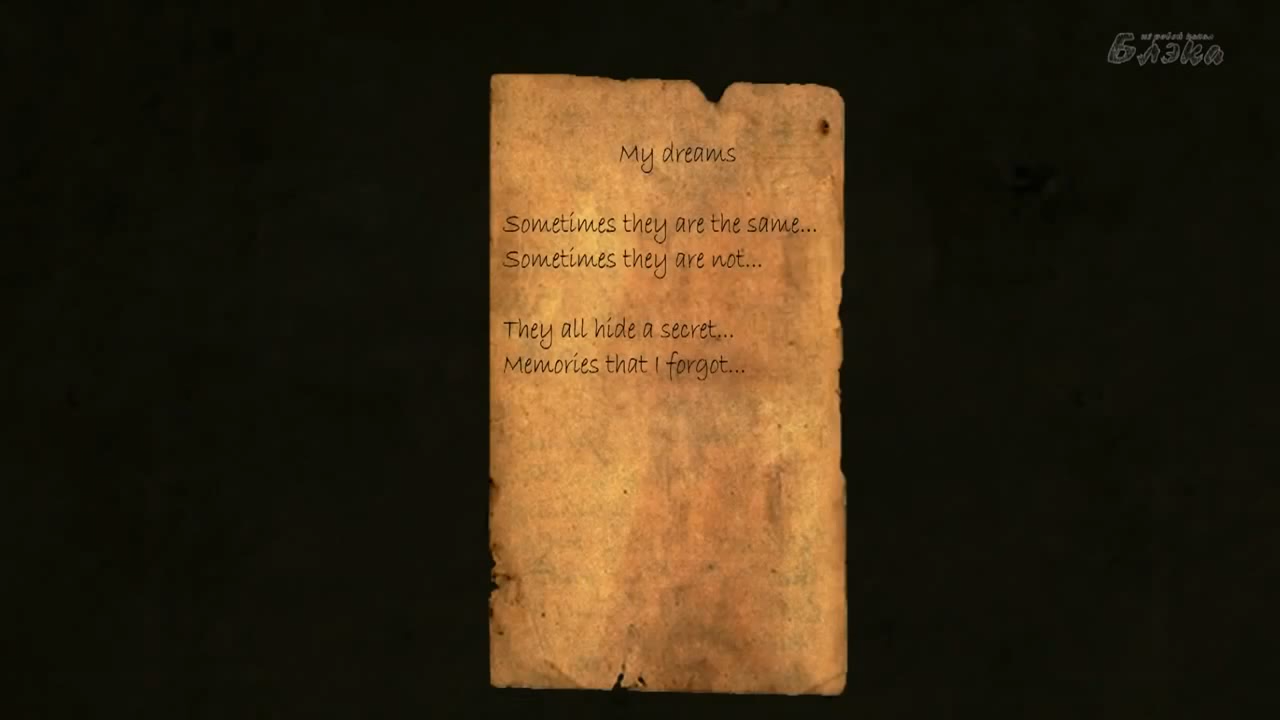 Блэка
My dreams
Sometimes they are the same...
Sometimes they are not...
They all hide a secret...
Memories that I forgot...